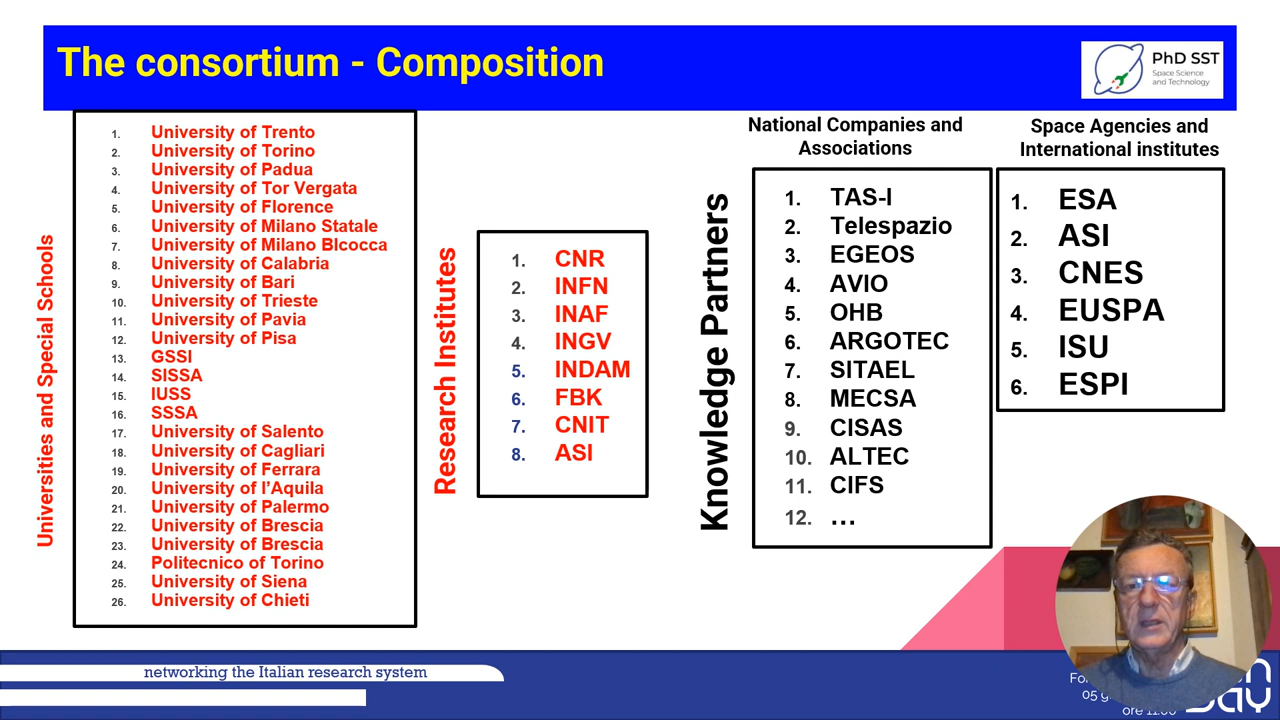 The consortium - Composition
PhD SST
Space Science
and Technology
Universities and Special Schools
1. University of Trento
2. University of Torino
3. University of Padua
4. University of Tor Vergata
5. University of Florence
6. University of Milano Statale
7. University of Milano BIcocca
8. University of Calabria
9. University of Bari
10. University of Trieste
11. University of Pavia
12. University of Pisa
13. GSSI
14. SISSA
15. IUSS
16. SSSA
17. University of Salento
18. University of Cagliari
19. University of Ferrara
20. University of l'Aquila
21. University of Palermo
22. University of Brescia
23. University of Brescia
24. Politecnico of Torino
25. University of Siena
26. University of Chieti
Research Institutes
1. CNR
2. INFN
3. INAF
4. INGV
5. INDAM
6. FBK
7. CNIT
8. ASI
Knowledge Partners
National Companies and
Associations
1. TAS-I
2. Telespazio
3. EGEOS
4. AVIO
5. OHB
6. ARGOTEC
7. SITAEL
8. MECSA
9. CISAS
10. ALTEC
11. CIFS
12. ...
Space Agencies and
International institutes
1. ESA
2. ASI
3. CNES
4. EUSPA
5. ISU
6. ESPI
networking the Italian research system
05 g
ore 11:00
Day